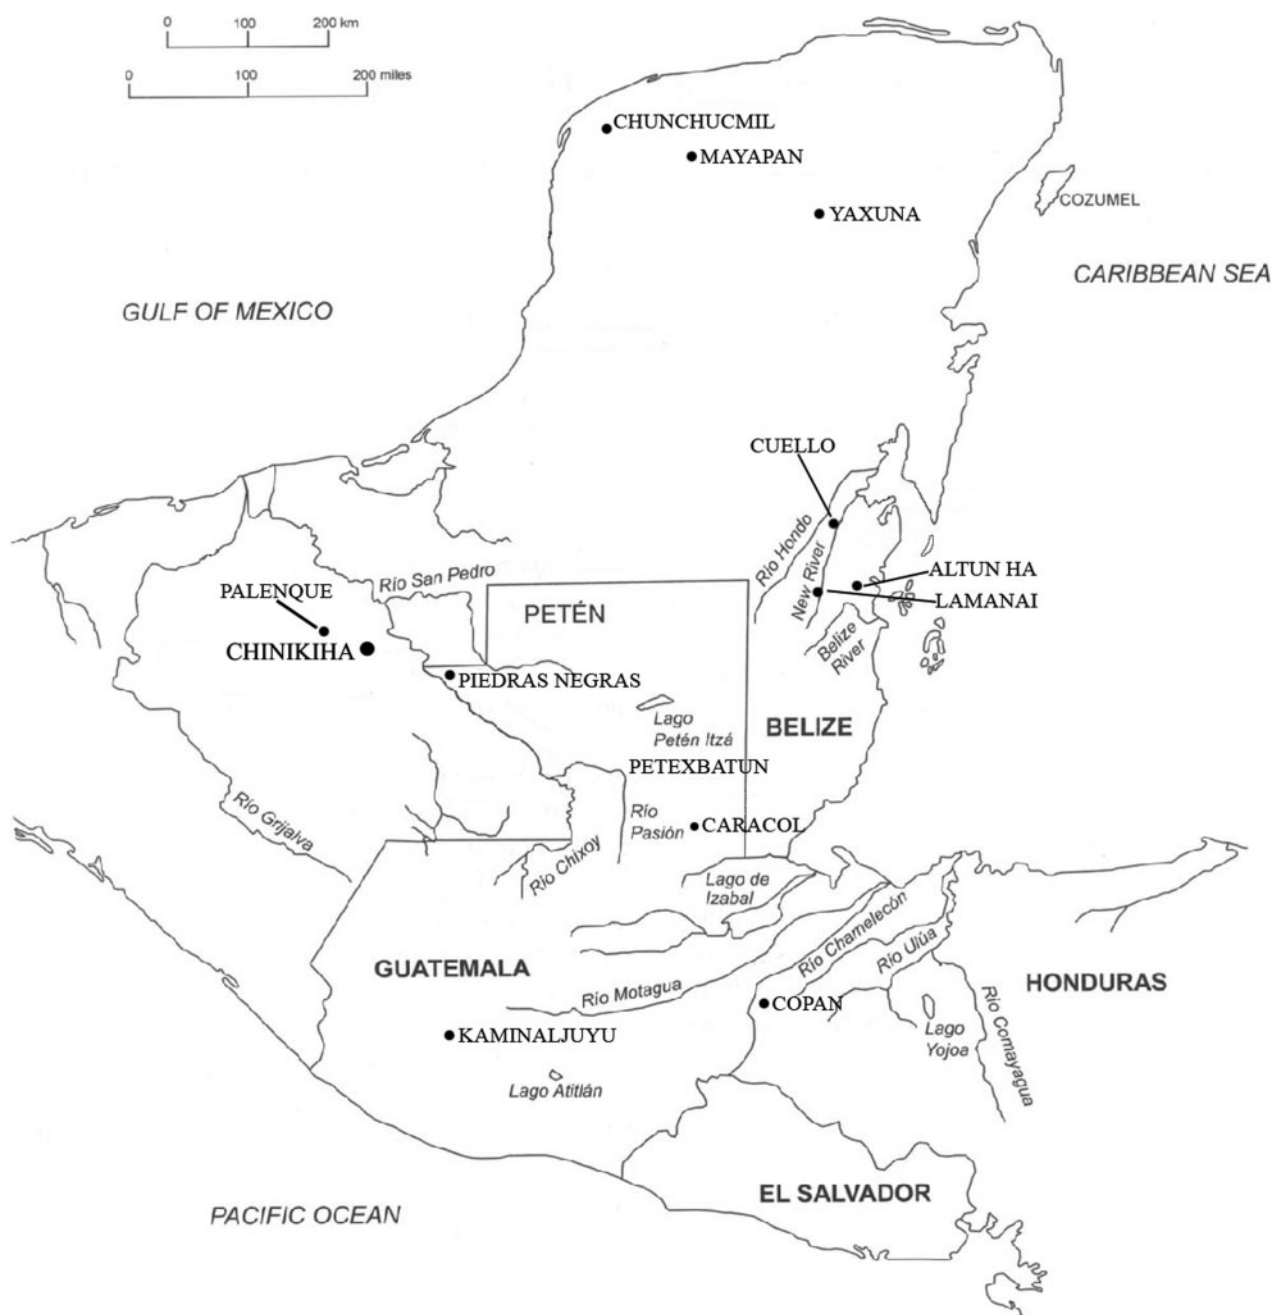 0 100 200 km
0 100 200 miles
CHUNCHUCMIL
MAYAPAN
COZUMEL
YAXUNA
CARIBBEAN SEA
GULF OF MEXICO
CUELLO
Río Hondo
New River
ALTUN HA
LAMANAI
Belize
River
Río San Pedro
PALENQUE
PETÉN
CHINIKIHA
PIEDRAS NEGRAS
Lago
Petén Itzá
BELIZE
PETEXBATUN
Río
Pasión
CARACOL
Río Grijalva
Río Chixoy
Lago de
Izabal
Río Chamelecón
Río Ulúa
GUATEMALA
Río Motagua
HONDURAS
COPAN
Río Comayagua
Lago
Yojoa
KAMINALJUYU
Lago Atitlán
EL SALVADOR
PACIFIC OCEAN